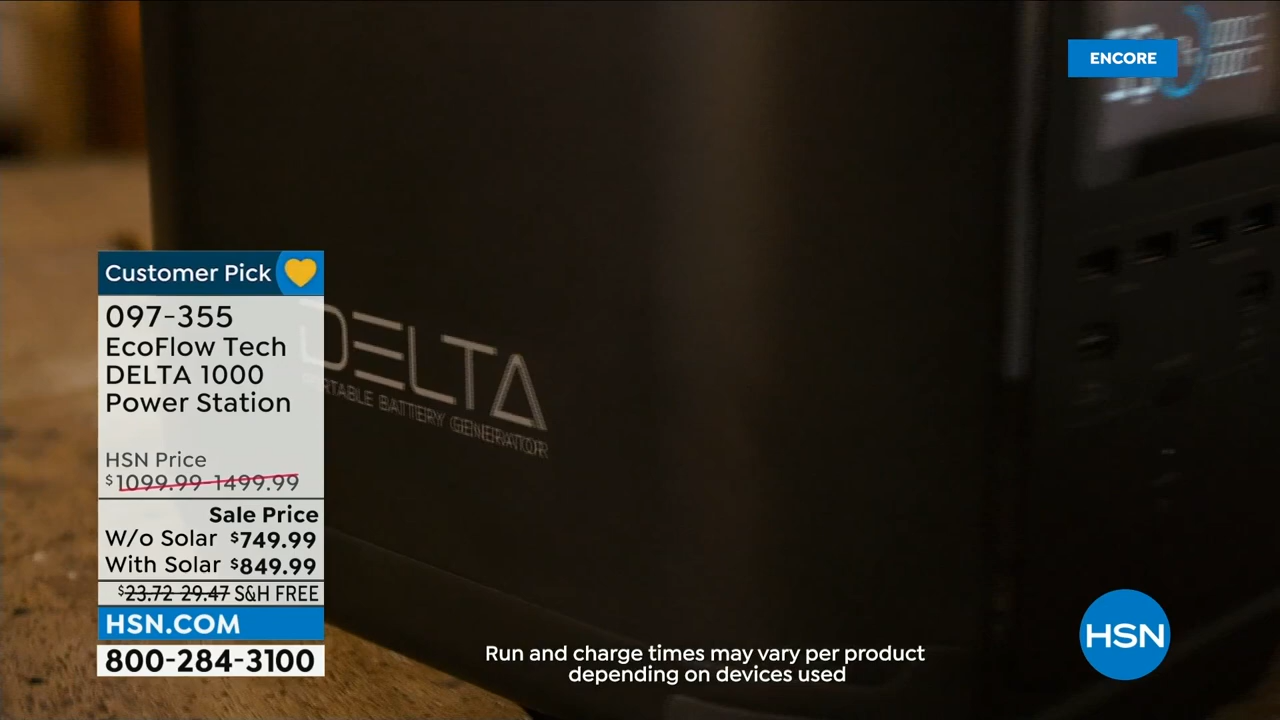 ENCORE
Customer Pick
097-355
EcoFlow Tech
DELTA 1000
Power Station
HSN Price
$1099.99-1499.99
Sale Price
W/o Solar $749.99
With Solar $849.99
$23.72-29.47 S&H FREE
HSN.COM
800-284-3100
DELTA
BATTERY GENERATOR
Run and charge times may vary per product
depending on devices used
HSN